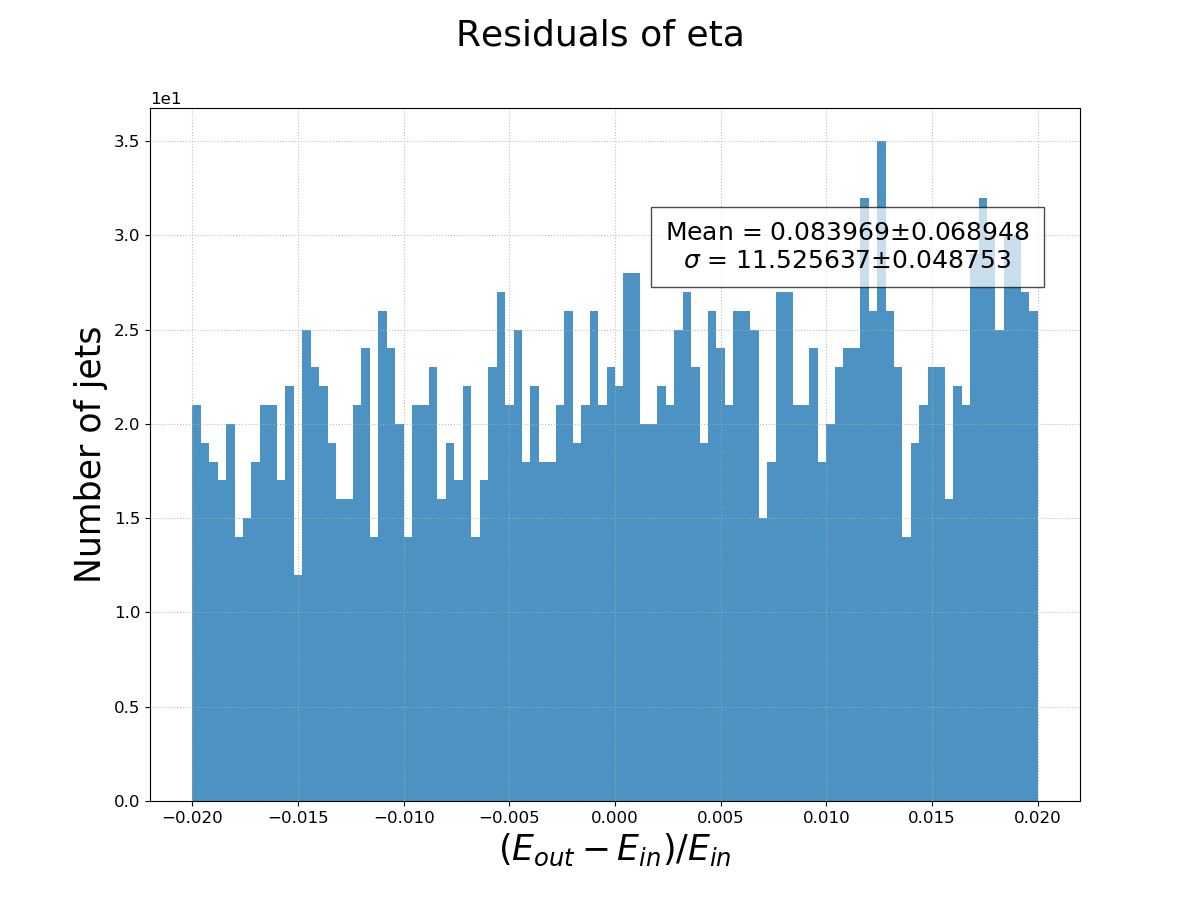 Residuals of eta
1e1
3.5
3.0
2.5
2.0
1.5
1.0
0.5
0.0
Number of jets
Mean = 0.083969±0.068948
σ = 11.525637±0.048753
−0.020 −0.015 −0.010 −0.005 0.000 0.005 0.010 0.015 0.020
(E_out − E_in)/E_in